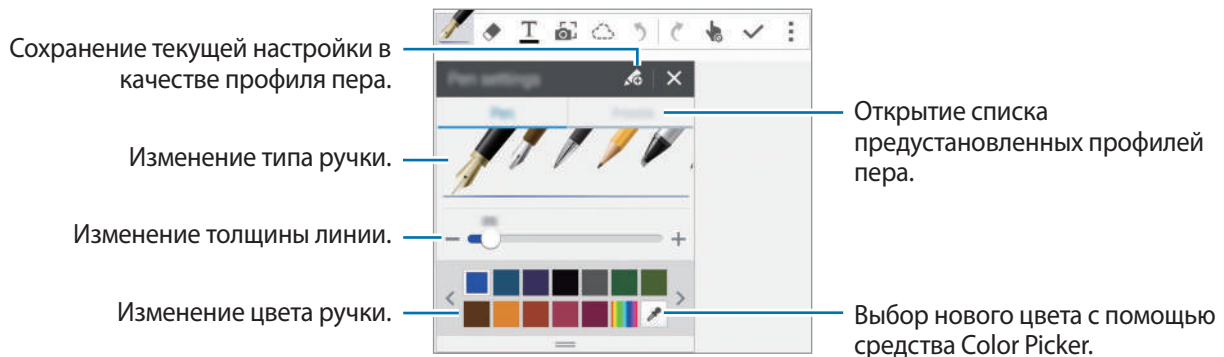 Сохранение текущей настройки в
качестве профиля пера.
Изменение типа ручки.
Изменение толщины линии.
Изменение цвета ручки.
T
Pen settings
Pen
Открытие списка
предустановленных профилей
пера.
Выбор нового цвета с помощью
средства Color Picker.